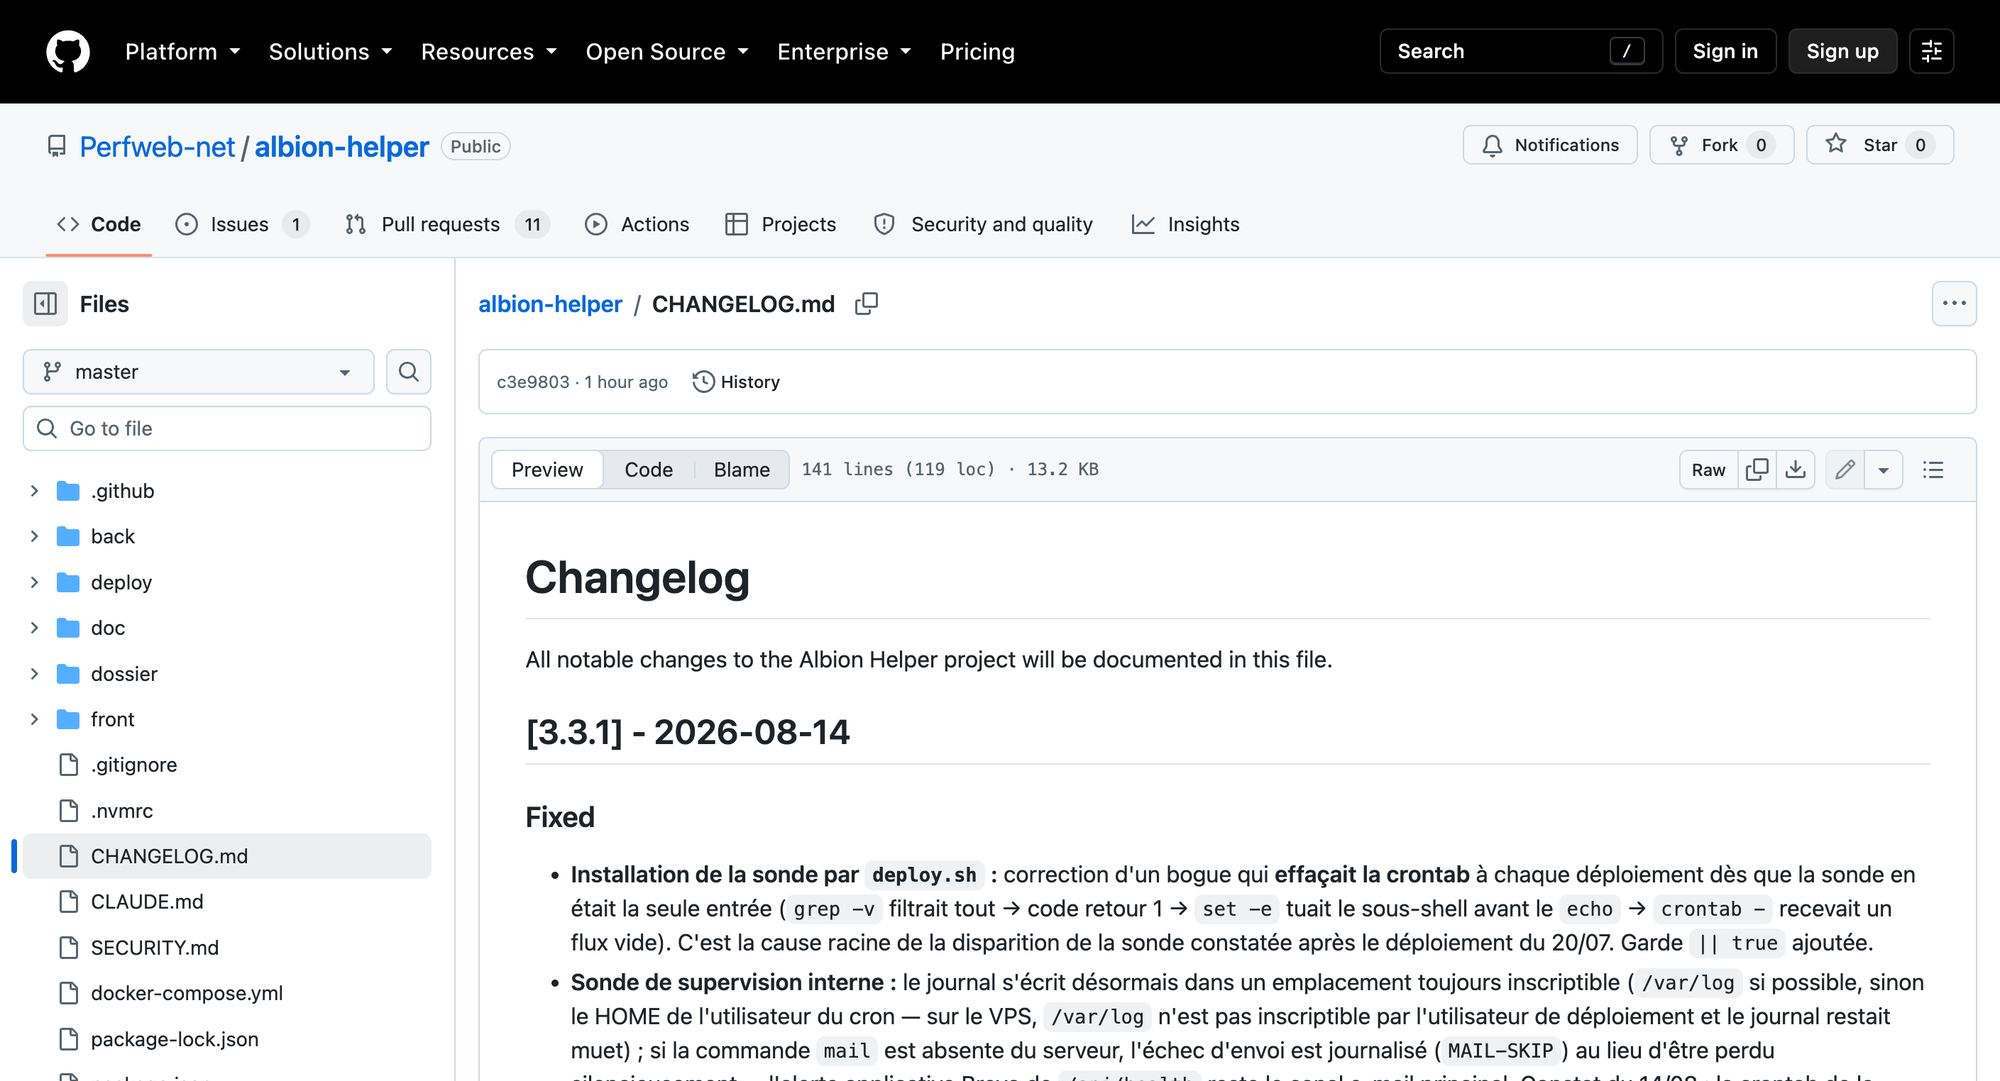 Platform Solutions Resources Open Source Enterprise Pricing Search / Sign in Sign up
Perfweb-net / albion-helper Public Notifications Fork 0 Star 0
Code Issues 1 Pull requests 11 Actions Projects Security and quality Insights
Files
master
Go to file
.github
back
deploy
doc
dossier
front
.gitignore
.nvmrc
CHANGELOG.md
CLAUDE.md
SECURITY.md
docker-compose.yml
package-lock.json
albion-helper / CHANGELOG.md
c3e9803 · 1 hour ago History
Preview Code Blame 141 lines (119 loc) · 13.2 KB Raw
Changelog
All notable changes to the Albion Helper project will be documented in this file.
[3.3.1] - 2026-08-14
Fixed
• Installation de la sonde par deploy.sh : correction d'un bogue qui effaçait la crontab à chaque déploiement dès que la sonde en
était la seule entrée ( grep -v filtrait tout → code retour 1 → set -e tuait le sous-shell avant le echo → crontab - recevait un
flux vide). C'est la cause racine de la disparition de la sonde constatée après le déploiement du 20/07. Garde || true ajoutée.
• Sonde de supervision interne : le journal s'écrit désormais dans un emplacement toujours inscriptible ( /var/log si possible, sinon
le HOME de l'utilisateur du cron — sur le VPS, /var/log n'est pas inscriptible par l'utilisateur de déploiement et le journal restait
muet) ; si la commande mail est absente du serveur, l'échec d'envoi est journalisé ( MAIL-SKIP ) au lieu d'être perdu